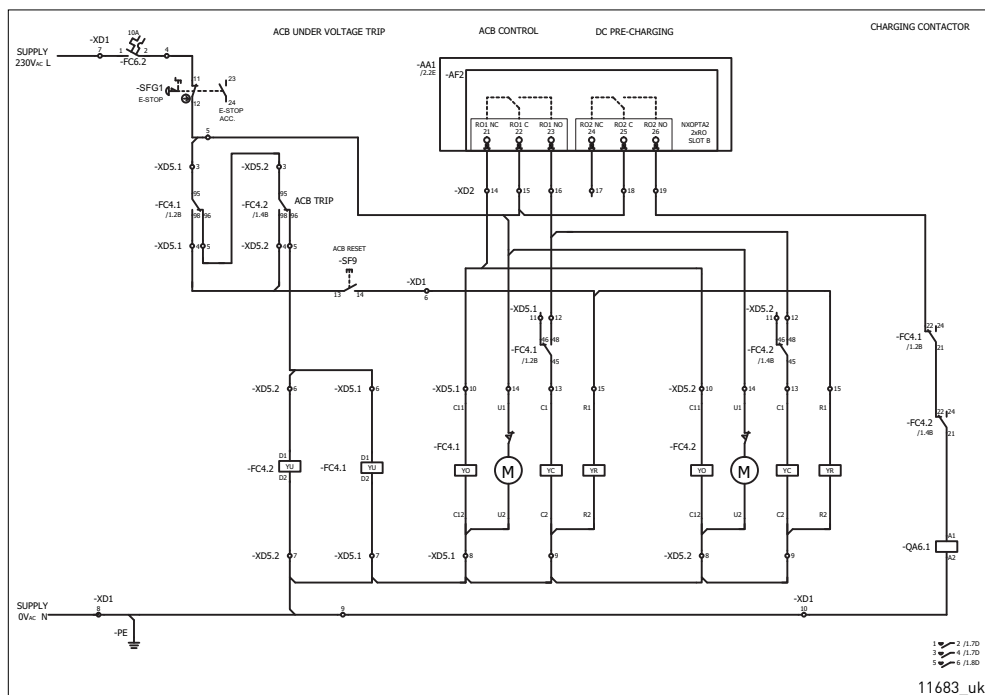 ACB UNDER VOLTAGE TRIP
ACB CONTROL
DC PRE-CHARGING
CHARGING CONTACTOR
SUPPLY
230VAC L
-XD1
7
10A
1 2
-FC6.2
4
-AA1
/2.2E
-AF2
-SFG1
E-STOP
11
12
23
24
E-STOP
ACC.
RO1 NC
21
RO1 C
22
RO1 NO
23
RO2 NC
24
RO2 C
25
RO2 NO
26
NXOPTA2
2xRO
SLOT B
5
-XD5.1 3
-XD5.2 3
-XD2 14 15 16 17 18 19
95
-FC4.1
/1.2B
98 96
95
-FC4.2
/1.4B
98 96
ACB TRIP
-XD5.1 4 5
-XD5.2 4 5
ACB RESET
-SF9
13 14
-XD1
6
-XD5.1
11 12
46 48
-FC4.1
/1.2B
45
-XD5.2
11 12
46 48
-FC4.2
/1.4B
45
22 24
-FC4.1
/1.2B
21
22 24
-FC4.2
/1.4B
21
-XD5.2 6
-XD5.1 6
-XD5.1 10 14 13 15
-XD5.2 10 14 13 15
C11 U1 C1 R1
C11 U1 C1 R1
-FC4.1
-FC4.2
D1
-FC4.2 YU
D2
D1
-FC4.1 YU
D2
YO M YC YR
YO M YC YR
C12 U2 C2 R2
C12 U2 C2 R2
A1
-QA6.1
A2
-XD5.2 7
-XD5.1 7
-XD5.1 8 9
-XD5.2 8 9
SUPPLY
0VAC N
-XD1
8
9
-XD1
10
-PE
1 2 /1.7D
3 4 /1.7D
5 6 /1.8D
11683_uk